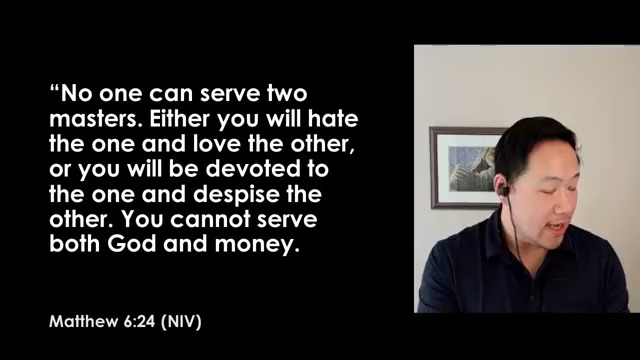 “No one can serve two
masters. Either you will hate
the one and love the other,
or you will be devoted to
the one and despise the
other. You cannot serve
both God and money.
Matthew 6:24 (NIV)